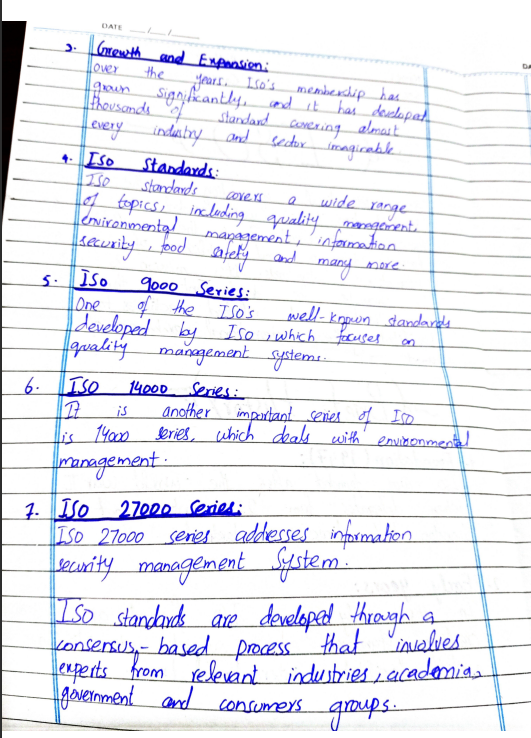 DATE __/__/__
3. Growth and Expansion:
Over the years, Iso's membership has
grown significantly, and it has developed
thousands of standard covering almost
every industry and sector imaginable
4. ISO Standards:
ISO standards covers a wide range
of topics, including quality management,
environmental management, information
security, food safety and many more.
5. ISO 9000 Series:
One of the ISO's well-known standards
developed by ISO, which focuses on
quality management systems.
6. ISO 14000 Series:
It is another important series of ISO
is 14000 series, which deals with environmental
management.
7. ISO 27000 Series:
ISO 27000 series addresses information
security management System.
ISO standards are developed through a
consersus,- based process that involves
experts from relevant industries, academia,
government and consumers groups.